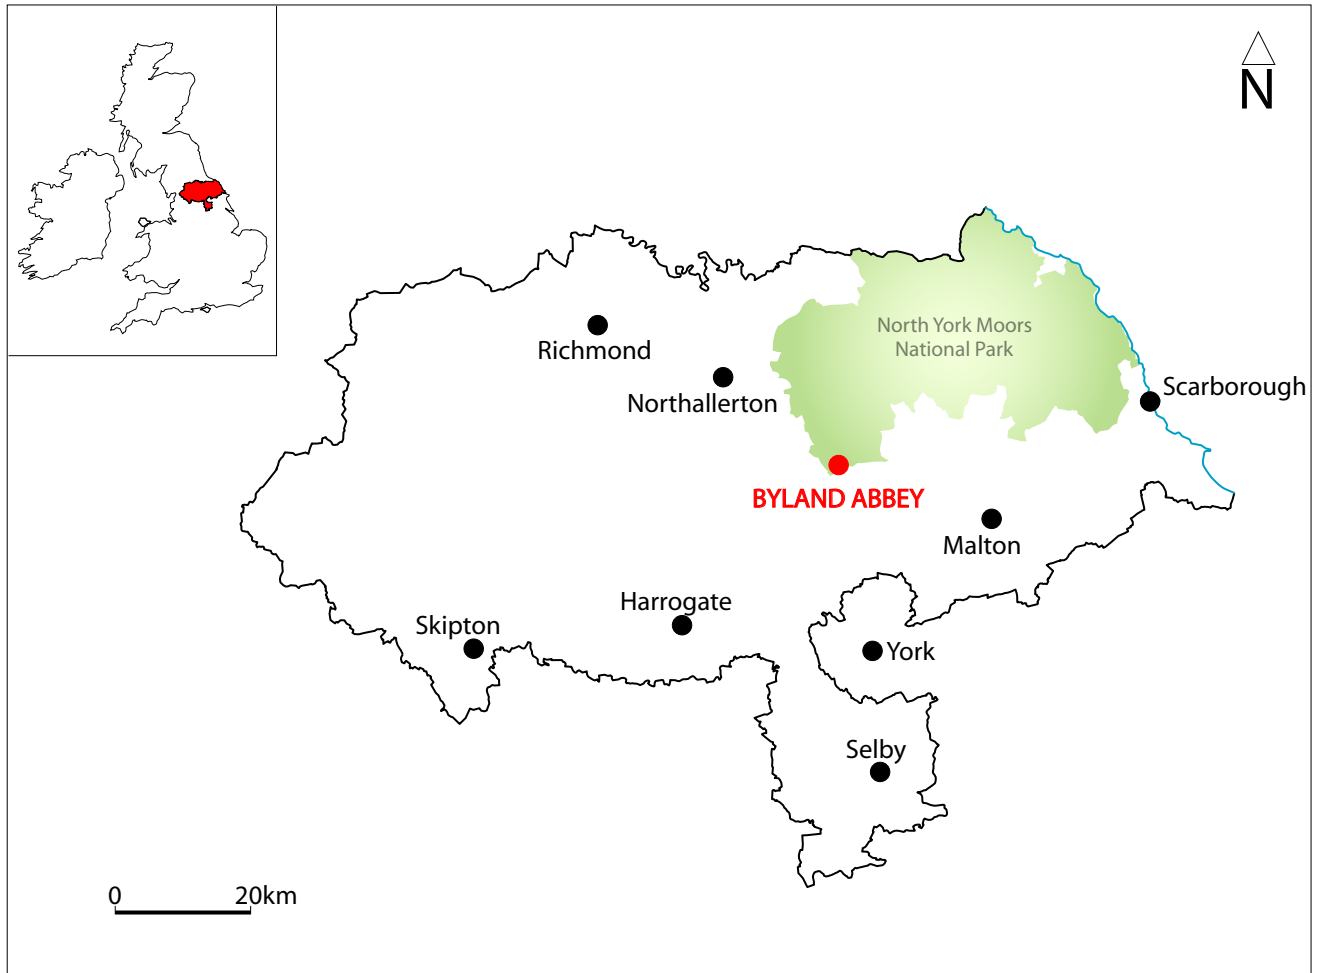 N
North York Moors
National Park
Richmond
Northallerton
Scarborough
BYLAND ABBEY
Malton
Harrogate
Skipton
York
Selby
0 20km